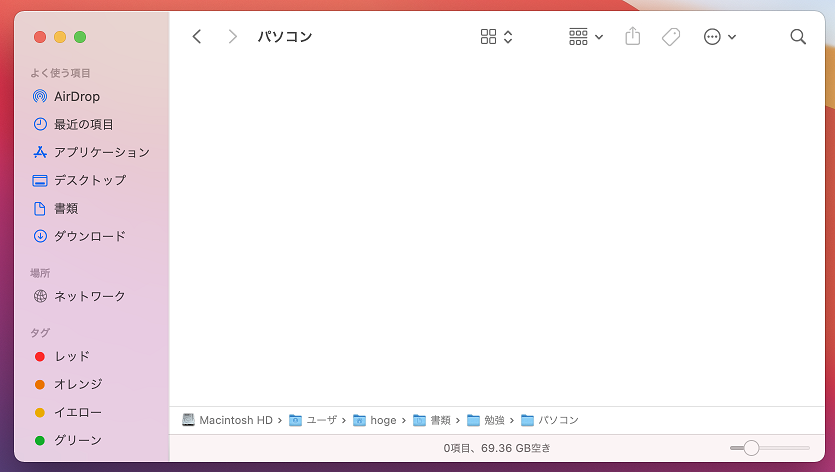 パソコン
よく使う項目
AirDrop
最近の項目
アプリケーション
デスクトップ
書類
ダウンロード
場所
ネットワーク
タグ
レッド
オレンジ
イエロー
グリーン
Macintosh HD › ユーザ › hoge › 書類 › 勉強 › パソコン
0項目、69.36 GB空き